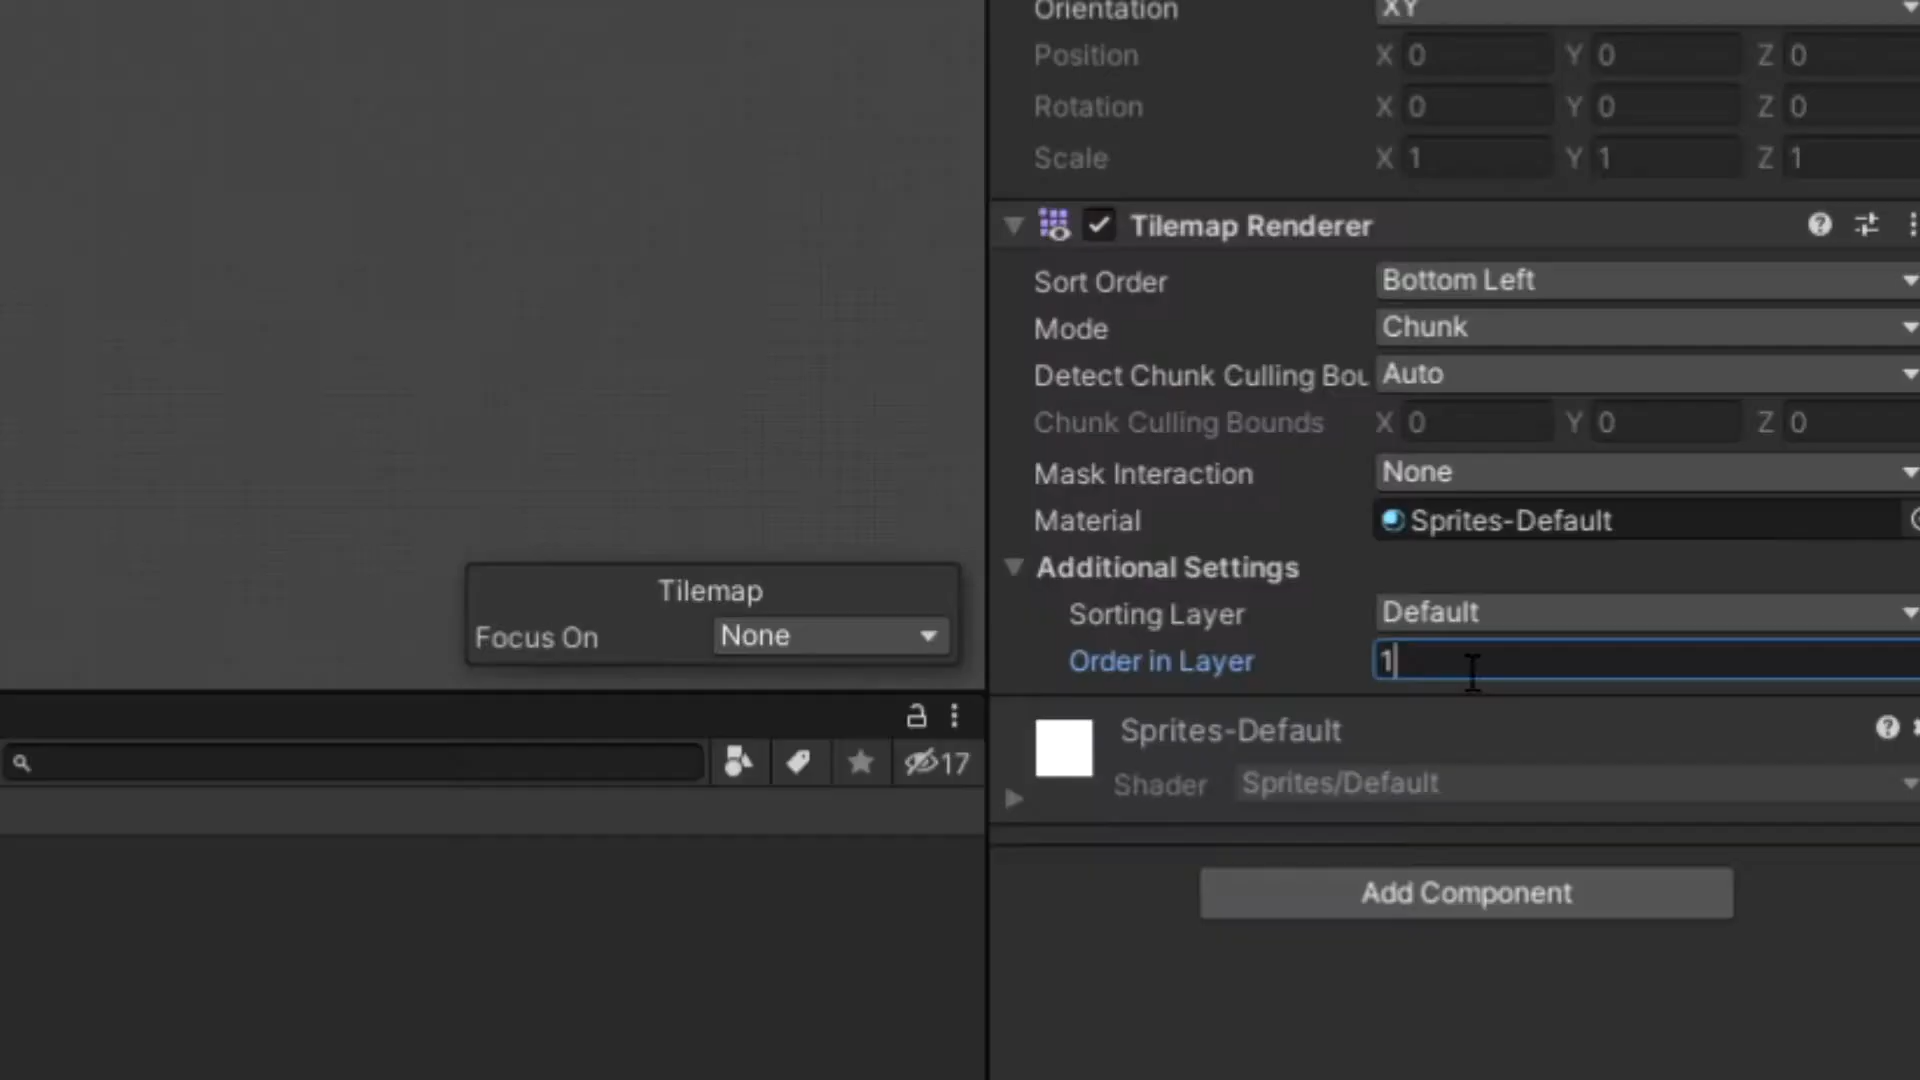 Orientation XY
Position X 0 Y 0 Z 0
Rotation X 0 Y 0 Z 0
Scale X 1 Y 1 Z 1
Tilemap Renderer
Sort Order Bottom Left
Mode Chunk
Detect Chunk Culling Bou Auto
Chunk Culling Bounds X 0 Y 0 Z 0
Mask Interaction None
Material Sprites-Default
Additional Settings
Sorting Layer Default
Order in Layer 1
Sprites-Default
Shader Sprites/Default
Add Component
Tilemap
Focus On None
17